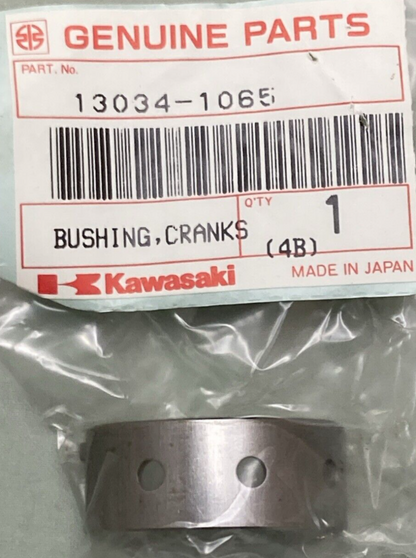 GENUINE PARTS
PART. No.
13034-1065
BUSHING,CRANKS
Q'TY
1
(4B)
Kawasaki
MADE IN JAPAN